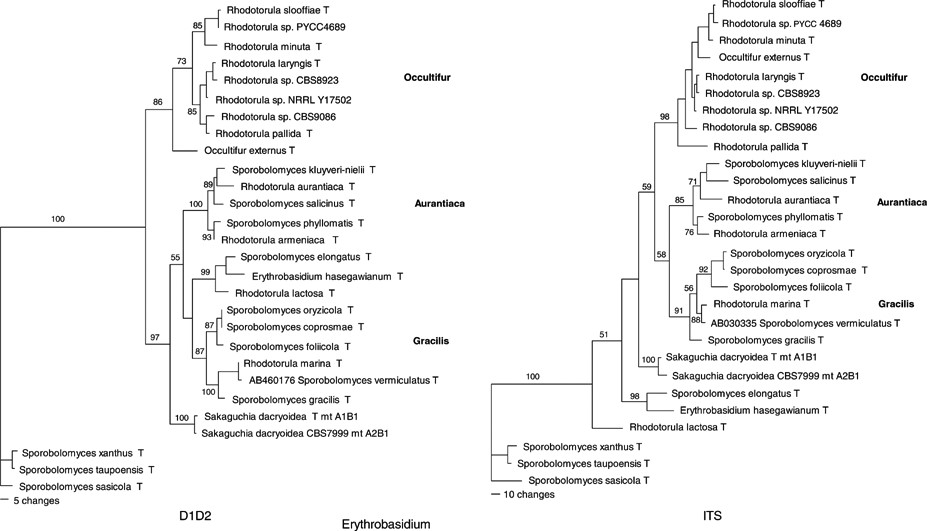 Rhodotorula slooffiae T
85
Rhodotorula sp. PYCC4689
Rhodotorula minuta T
73
Rhodotorula laryngis T
Rhodotorula sp. CBS8923
Occultifur
86
Rhodotorula sp. NRRL Y17502
85
Rhodotorula sp. CBS9086
Rhodotorula pallida T
Occultifur externus T
Sporobolomyces kluyveri-nielii T
89
Rhodotorula aurantiaca T
100
Sporobolomyces salicinus T
Aurantiaca
Sporobolomyces phyllomatis T
100
93
Rhodotorula armeniaca T
55
Sporobolomyces elongatus T
99
Erythrobasidium hasegawianum T
Rhodotorula lactosa T
Sporobolomyces oryzicola T
87
Sporobolomyces coprosmae T
97
Sporobolomyces foliicola T
Gracilis
87
Rhodotorula marina T
AB460176 Sporobolomyces vermiculatus T
100
Sporobolomyces gracilis T
100
Sakaguchia dacryoidea T mt A1B1
Sakaguchia dacryoidea CBS7999 mt A2B1
Sporobolomyces xanthus T
Sporobolomyces taupoensis T
Sporobolomyces sasicola T
5 changes
D1D2
Rhodotorula slooffiae T
Rhodotorula sp. PYCC 4689
Rhodotorula minuta T
Occultifur externus T
Rhodotorula laryngis T
Occultifur
Rhodotorula sp. CBS8923
Rhodotorula sp. NRRL Y17502
98
Rhodotorula sp. CBS9086
Rhodotorula pallida T
Sporobolomyces kluyveri-nielii T
71
Sporobolomyces salicinus T
59
85
Rhodotorula aurantiaca T
Aurantiaca
Sporobolomyces phyllomatis T
76
Rhodotorula armeniaca T
58
Sporobolomyces oryzicola T
92
Sporobolomyces coprosmae T
56
Sporobolomyces foliicola T
Rhodotorula marina T
Gracilis
91
88
AB030335 Sporobolomyces vermiculatus T
51
Sporobolomyces gracilis T
100
Sakaguchia dacryoidea T mt A1B1
Sakaguchia dacryoidea CBS7999 mt A2B1
100
98
Sporobolomyces elongatus T
Erythrobasidium hasegawianum T
Rhodotorula lactosa T
Sporobolomyces xanthus T
Sporobolomyces taupoensis T
Sporobolomyces sasicola T
10 changes
ITS
Erythrobasidium